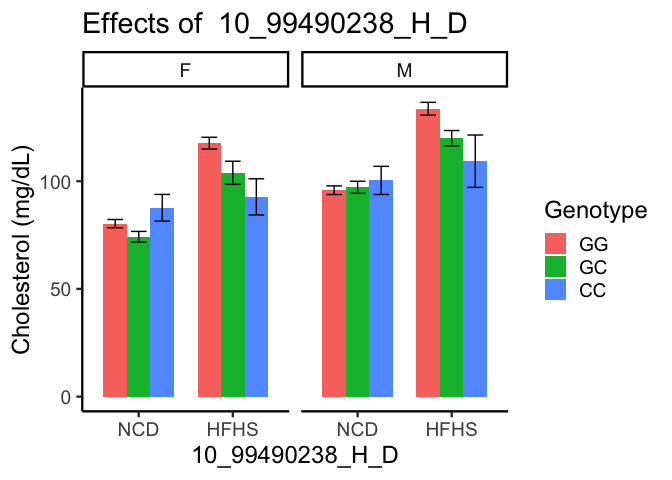 Effects of  10_99490238_H_D
F
M
Cholesterol (mg/dL)
100
50
0
NCD
HFHS
NCD
HFHS
10_99490238_H_D
Genotype
GG
GC
CC